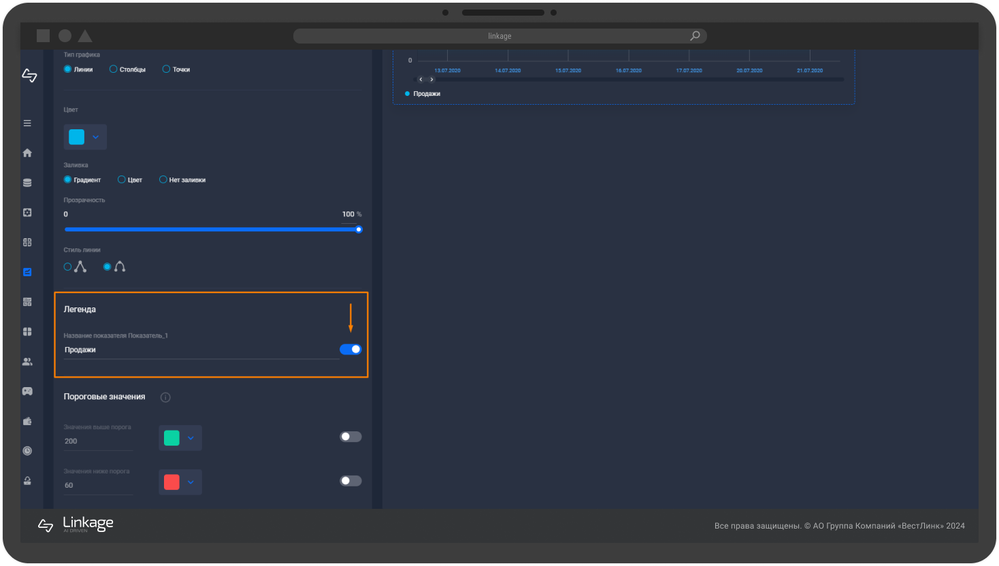 linkage
Тип графика
Линии Столбцы Точки
Цвет
Заливка
Градиент Цвет Нет заливки
Прозрачность
0 100 %
Стиль линии
Легенда
Название показателя Показатель_1
Продажи
Пороговые значения
Значения выше порога
200
Значения ниже порога
60
0
13.07.2020 14.07.2020 15.07.2020 16.07.2020 17.07.2020 20.07.2020 21.07.2020
Продажи
Linkage
AI DRIVEN
Все права защищены. © АО Группа Компаний «ВестЛинк» 2024